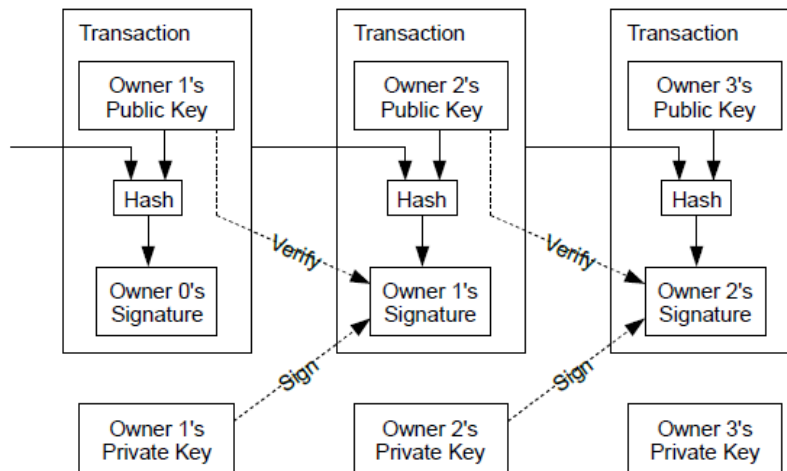 Transaction
Transaction
Transaction
Owner 1's
Public Key
Owner 2's
Public Key
Owner 3's
Public Key
Hash
Hash
Hash
Verify
Verify
Owner 0's
Signature
Owner 1's
Signature
Owner 2's
Signature
Sign
Sign
Owner 1's
Private Key
Owner 2's
Private Key
Owner 3's
Private Key